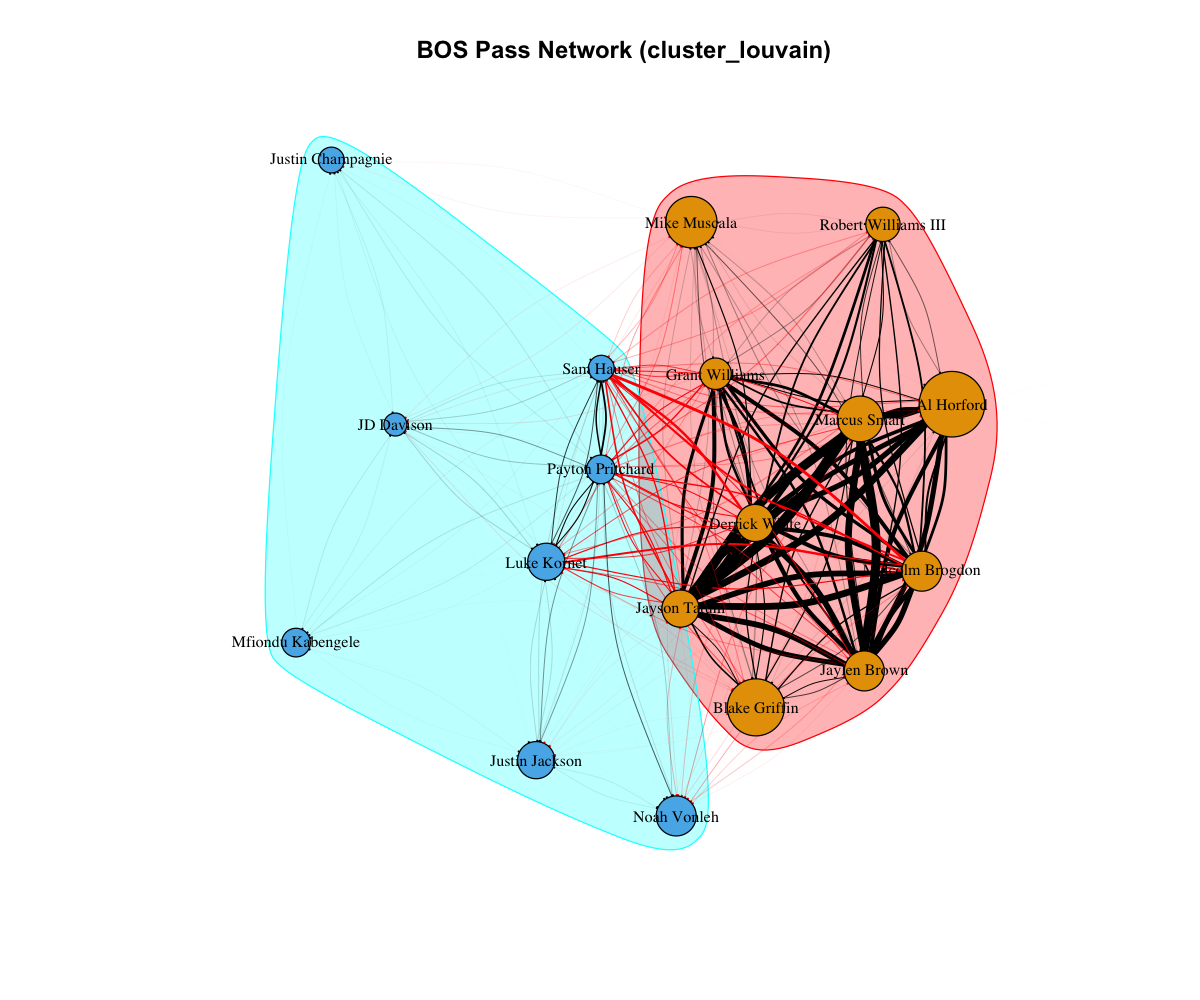 BOS Pass Network (cluster_louvain)
Justin Champagnie
Mike Muscala
Robert Williams III
Sam Hauser
Grant Williams
Al Horford
Marcus Smart
JD Davison
Payton Pritchard
Derrick White
Luke Kornet
Malcolm Brogdon
Jayson Tatum
Mfiondu Kabengele
Jaylen Brown
Blake Griffin
Justin Jackson
Noah Vonleh